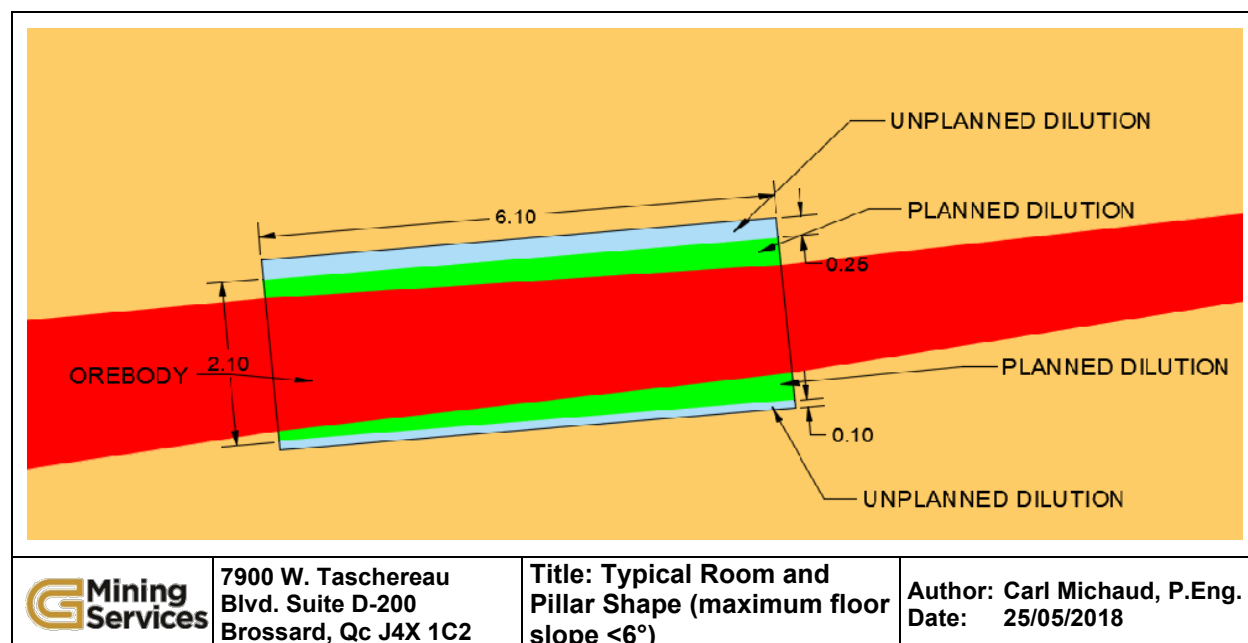 UNPLANNED DILUTION
6.10
PLANNED DILUTION
0.25
2.10
OREBODY
PLANNED DILUTION
0.10
UNPLANNED DILUTION
G Mining
Services
7900 W. Taschereau
Blvd. Suite D-200
Brossard, Qc J4X 1C2
Title: Typical Room and
Pillar Shape (maximum floor
slope <6°)
Author: Carl Michaud, P.Eng.
Date: 25/05/2018